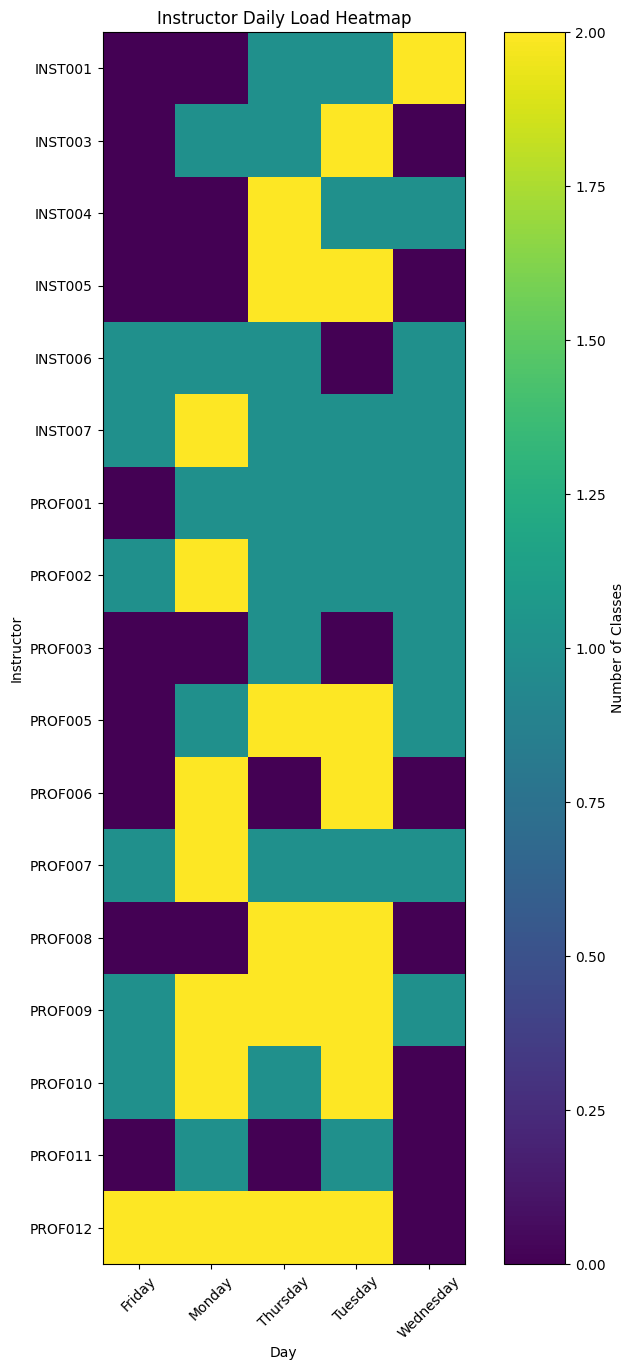 Instructor Daily Load Heatmap
INST001
INST003
INST004
INST005
INST006
INST007
PROF001
PROF002
PROF003
PROF005
PROF006
PROF007
PROF008
PROF009
PROF010
PROF011
PROF012
Instructor
Friday
Monday
Thursday
Tuesday
Wednesday
Day
2.00
1.75
1.50
1.25
1.00
0.75
0.50
0.25
0.00
Number of Classes